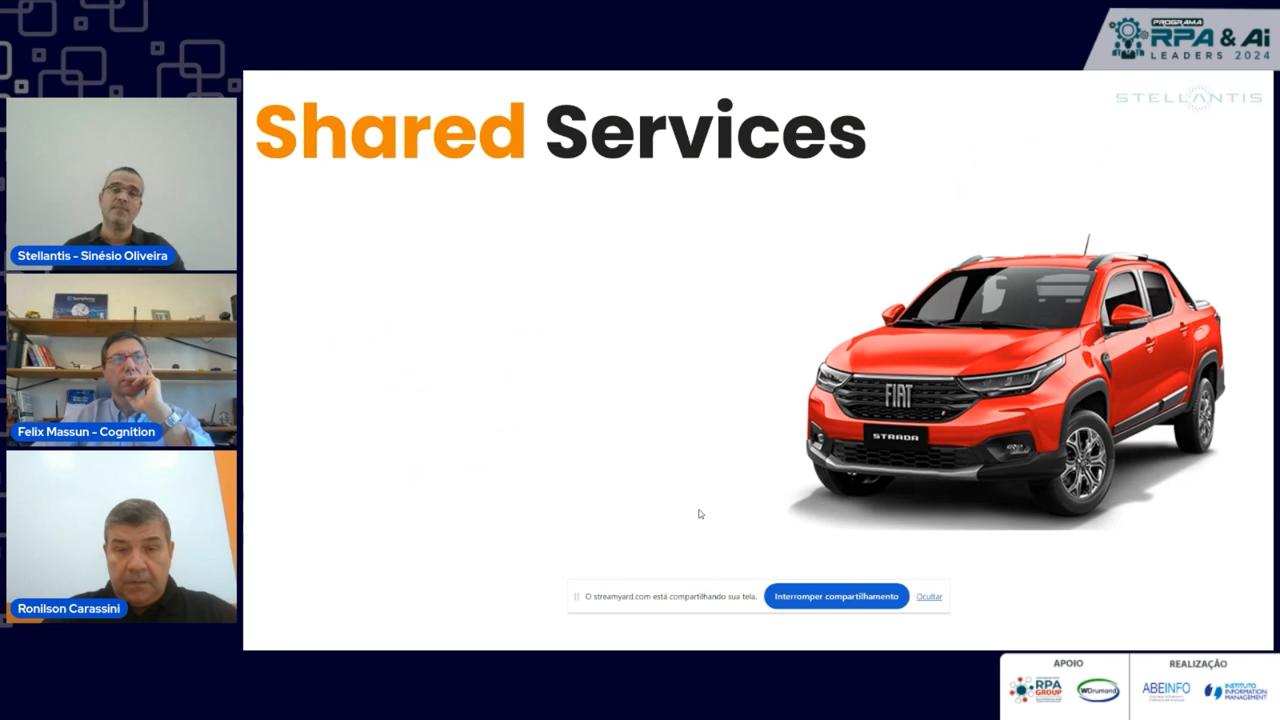 PROGRAMA
RPA & Ai
LEADERS 2024
STELLANTIS
Shared Services
Stellantis - Sinésio Oliveira
Felix Massun - Cognition
Ronilson Carassini
FIAT
STRADA
O streamyard.com está compartilhando sua tela.
Interromper compartilhamento
Ocultar
APOIO
RPA
GROUP
WDrumond
REALIZAÇÃO
ABEINFO
INSTITUTO
INFORMATION
MANAGEMENT